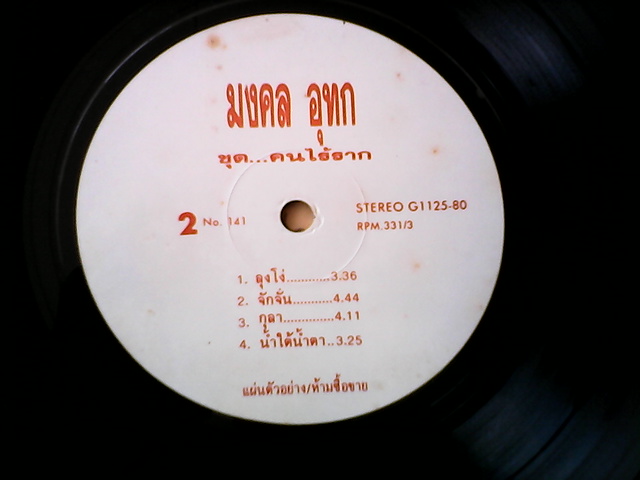 มงคล อุทก
ชุด...คนไร้ราก
2 No. 141
STEREO G1125-80
RPM.331/3
1. ลุงโง่............3.36
2. จักจั่น...........4.44
3. กุลา..............4.11
4. น้ำใต้น้ำตา..3.25
แผ่นตัวอย่าง/ห้ามซื้อขาย